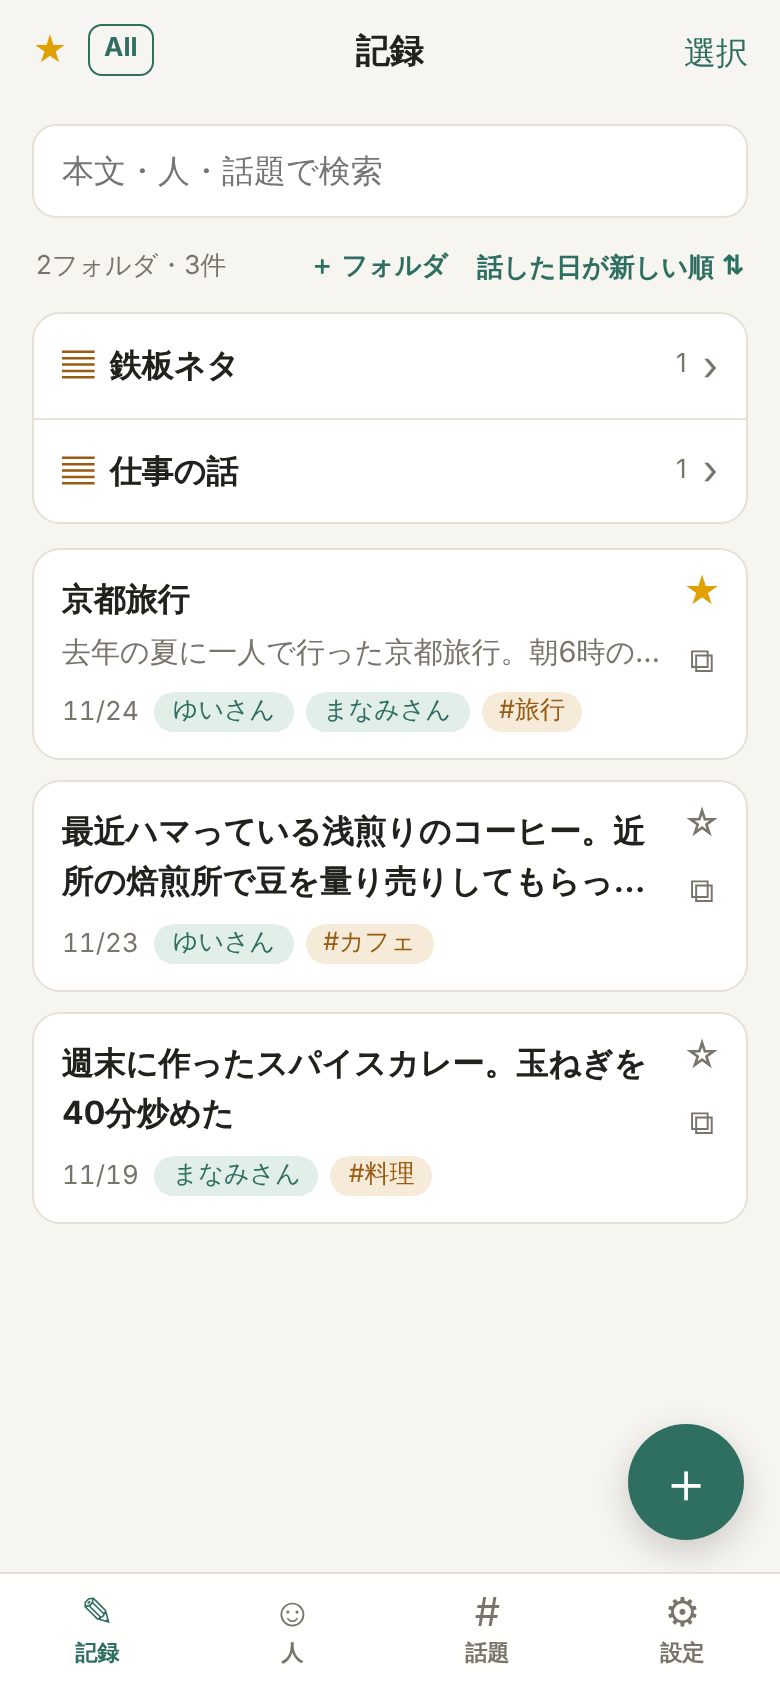 ★ All 記録 選択
本文・人・話題で検索
2フォルダ・3件 + フォルダ 話した日が新しい順 ⇅
鉄板ネタ 1 ›
仕事の話 1 ›
京都旅行 ★
去年の夏に一人で行った京都旅行。朝6時の…
11/24 ゆいさん まなみさん #旅行
最近ハマっている浅煎りのコーヒー。近 ☆
所の焙煎所で豆を量り売りしてもらっ…
11/23 ゆいさん #カフェ
週末に作ったスパイスカレー。玉ねぎを ☆
40分炒めた
11/19 まなみさん #料理
+
記録 人 # 話題 設定